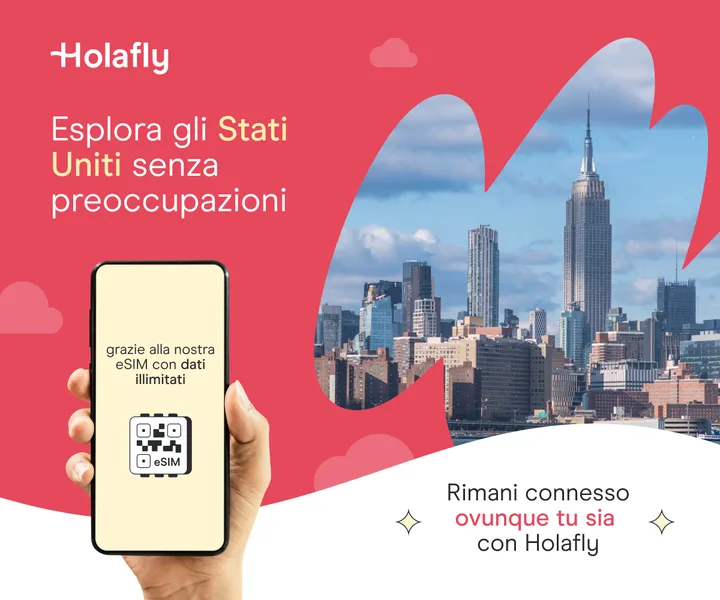 Holafly
Esplora gli Stati
Uniti senza
preoccupazioni
grazie alla nostra
eSIM con dati
illimitati
eSIM
Rimani connesso
ovunque tu sia
con Holafly